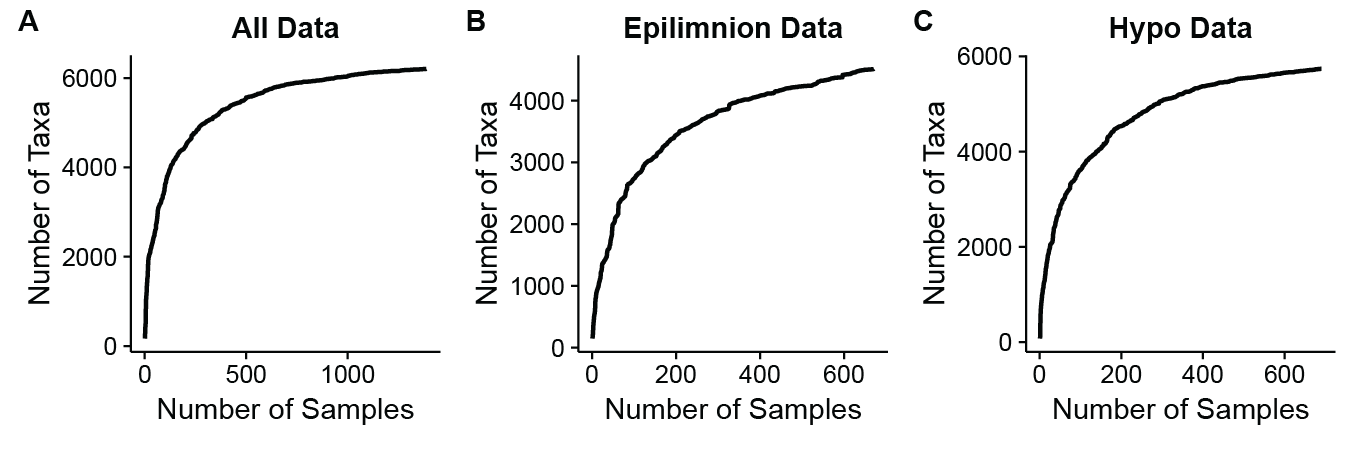 A
All Data
Number of Taxa
6000
4000
2000
0
0 500 1000
Number of Samples
B
Epilimnion Data
Number of Taxa
4000
3000
2000
1000
0
0 200 400 600
Number of Samples
C
Hypo Data
Number of Taxa
6000
4000
2000
0
0 200 400 600
Number of Samples